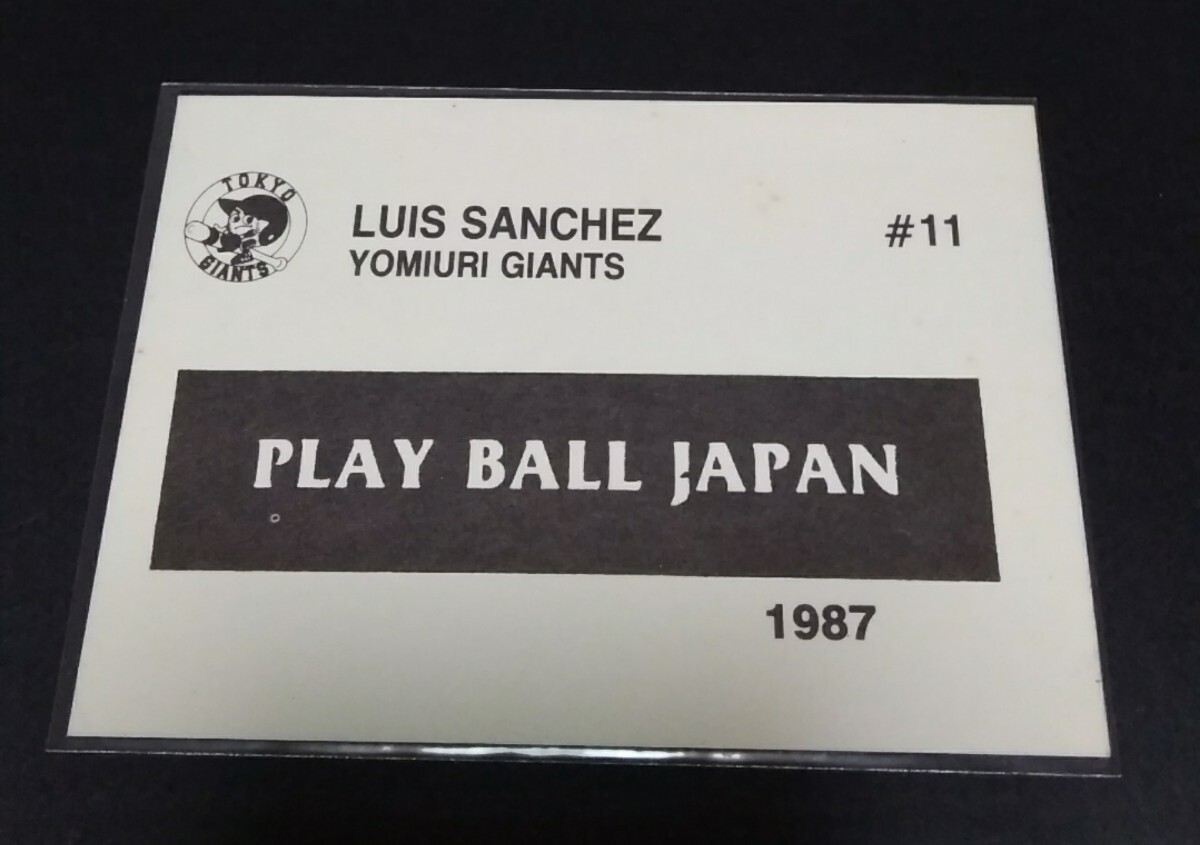 TOKYO
GIANTS
LUIS SANCHEZ
#11
YOMIURI GIANTS
PLAY BALL JAPAN
1987